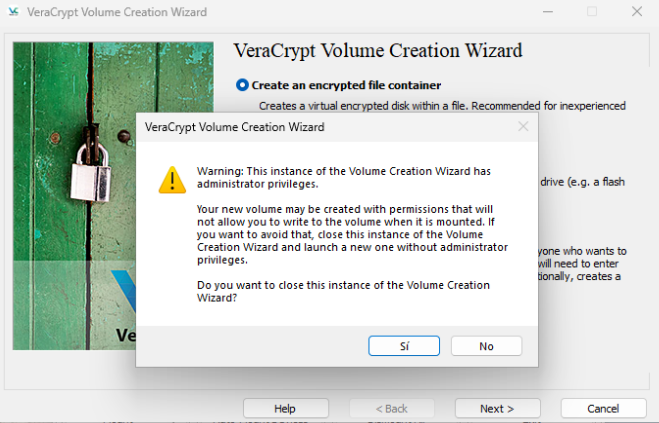 VeraCrypt Volume Creation Wizard
VeraCrypt Volume Creation Wizard
Create an encrypted file container
Creates a virtual encrypted disk within a file. Recommended for inexperienced
VeraCrypt Volume Creation Wizard
Warning: This instance of the Volume Creation Wizard has
administrator privileges.
Your new volume may be created with permissions that will
not allow you to write to the volume when it is mounted. If
you want to avoid that, close this instance of the Volume
Creation Wizard and launch a new one without administrator
privileges.
Do you want to close this instance of the Volume Creation
Wizard?
Sí
No
drive (e.g. a flash
who wants to
will need to enter
creates a
Help
< Back
Next >
Cancel